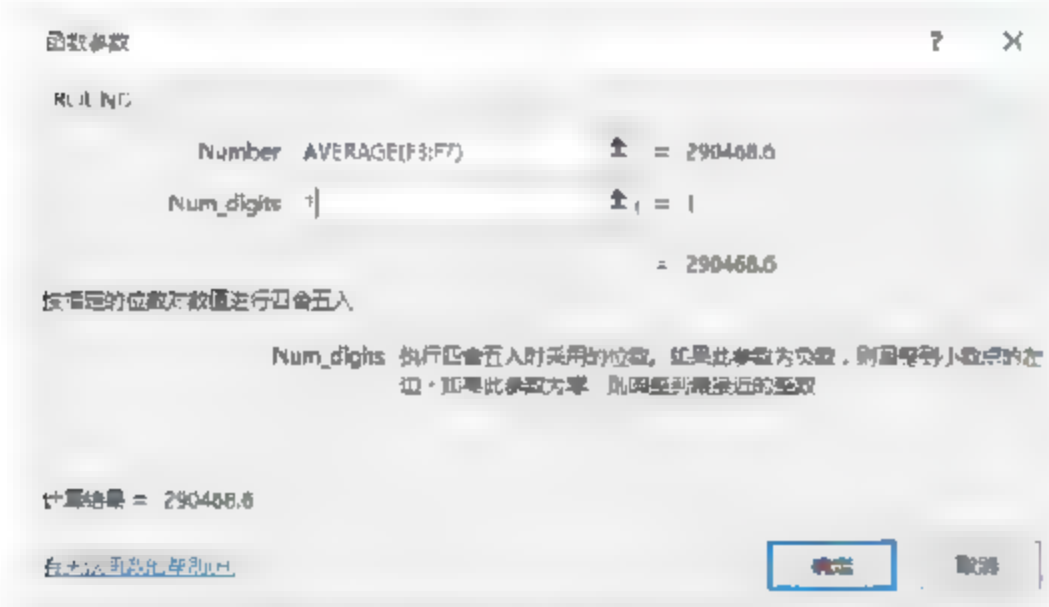 函数参数 ? ×
ROUND
Number AVERAGE(F3:F7) = 290468.6
Num_digits 1 = 1
= 290468.6
按指定的位数对数值进行四舍五入
Num_digits 执行四舍五入时采用的位数。如果此参数为负数，则圆整到小数点的左
边，如果此参数为零，则圆整到最接近的整数
计算结果 = 290468.6
有关该函数的帮助(H)
确定 取消